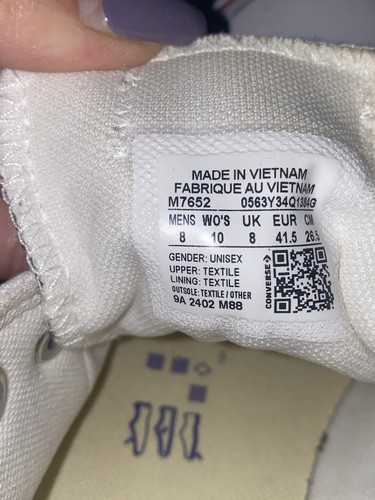 MADE IN VIETNAM
FABRIQUE AU VIETNAM
M7652 0563Y34Q1384G
MENS WO'S UK EUR CM
8 10 8 41.5 26.5
GENDER: UNISEX
UPPER: TEXTILE
LINING: TEXTILE
OUTSOLE: TEXTILE / OTHER
9A 2402 M88
CONVERSE